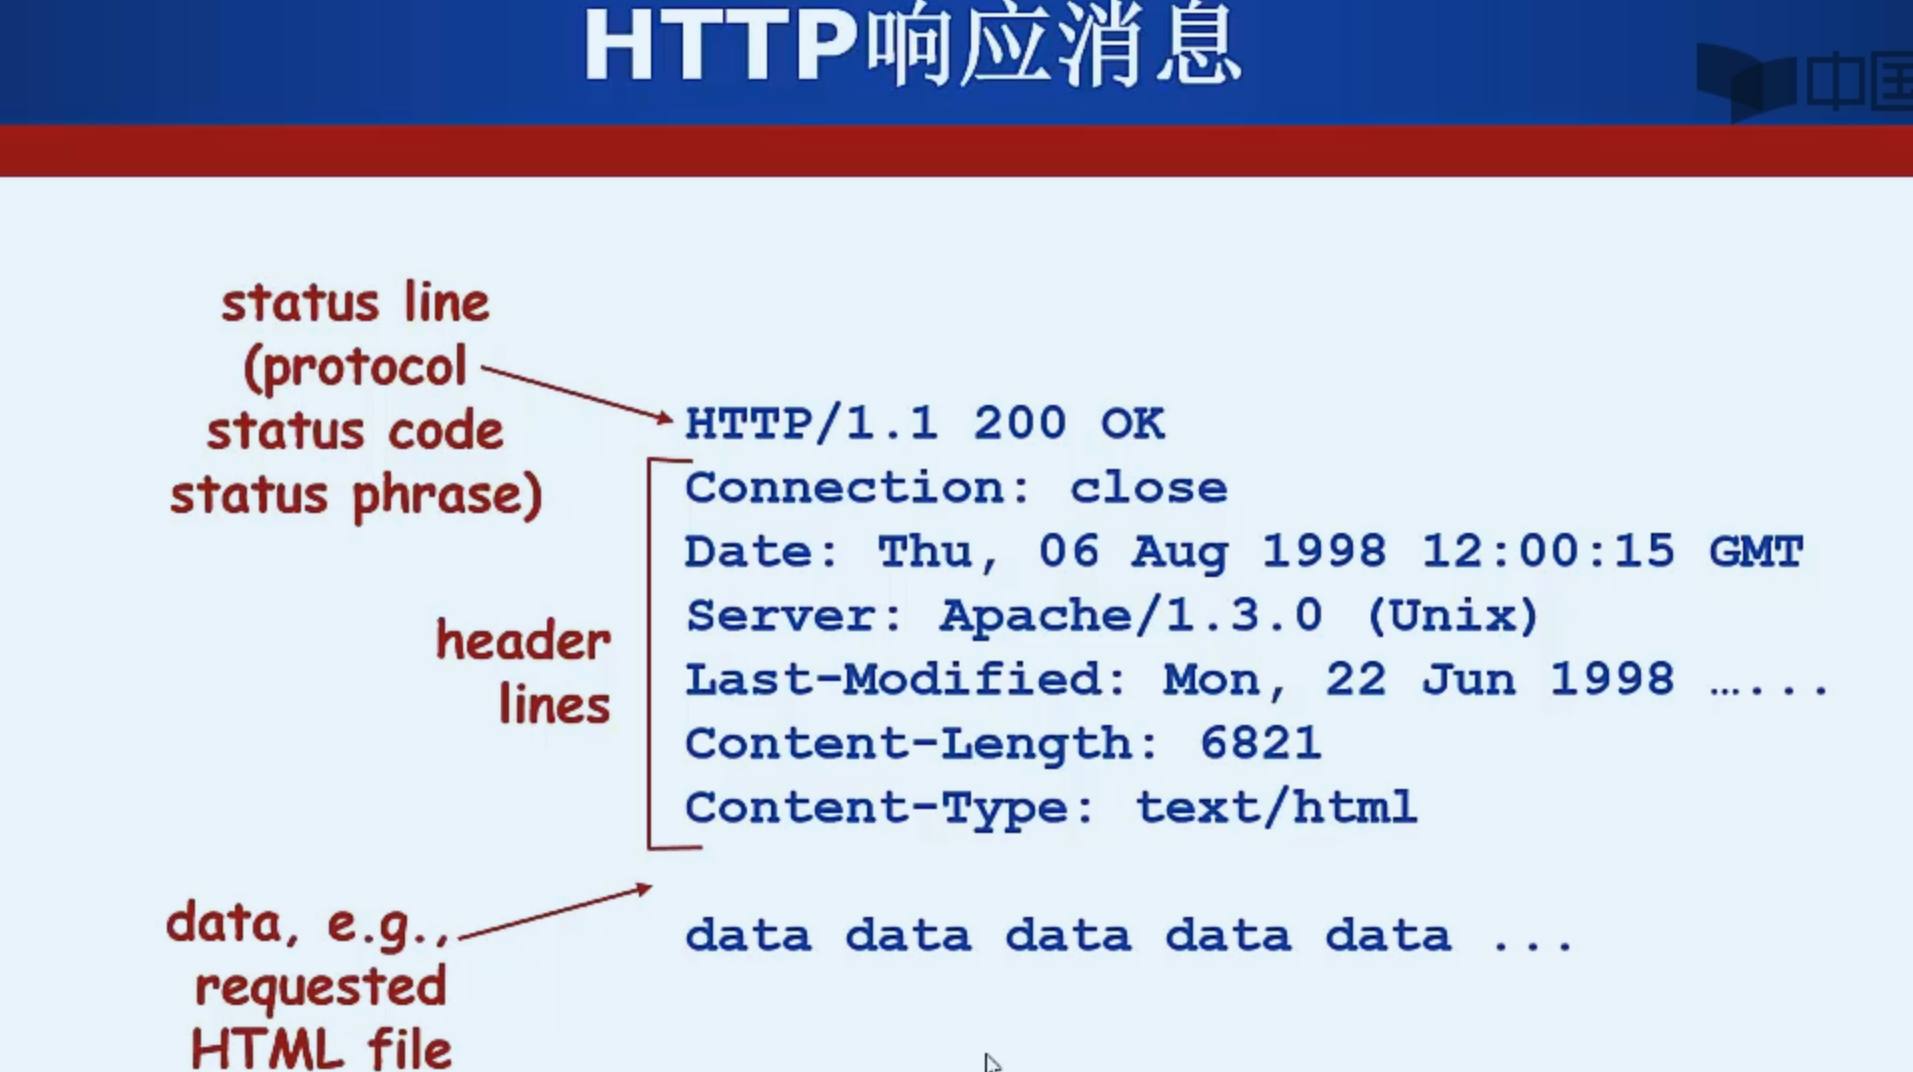 HTTP响应消息
中国
status line
(protocol
status code
status phrase)
HTTP/1.1 200 OK
Connection: close
Date: Thu, 06 Aug 1998 12:00:15 GMT
Server: Apache/1.3.0 (Unix)
Last-Modified: Mon, 22 Jun 1998 …...
Content-Length: 6821
Content-Type: text/html
header
lines
data, e.g.,
requested
HTML file
data data data data data ...